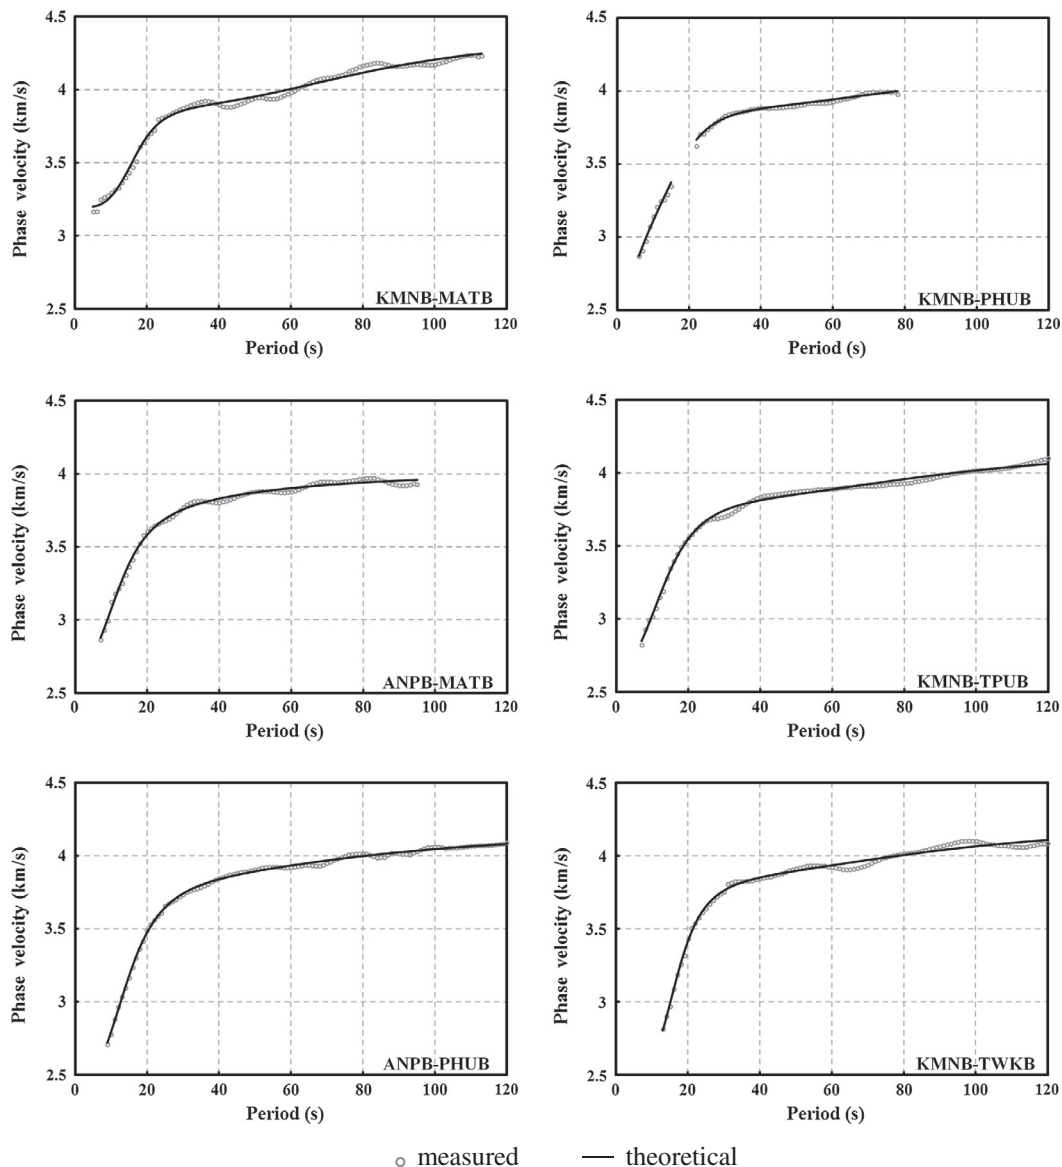 4.5
4
3.5
3
2.5
Phase velocity (km/s)
KMNB-MATB
0 20 40 60 80 100 120
Period (s)
4.5
4
3.5
3
2.5
Phase velocity (km/s)
KMNB-PHUB
0 20 40 60 80 100 120
Period (s)
4.5
4
3.5
3
2.5
Phase velocity (km/s)
ANPB-MATB
0 20 40 60 80 100 120
Period (s)
4.5
4
3.5
3
2.5
Phase velocity (km/s)
KMNB-TPUB
0 20 40 60 80 100 120
Period (s)
4.5
4
3.5
3
2.5
Phase velocity (km/s)
ANPB-PHUB
0 20 40 60 80 100 120
Period (s)
4.5
4
3.5
3
2.5
Phase velocity (km/s)
KMNB-TWKB
0 20 40 60 80 100 120
Period (s)
measured theoretical